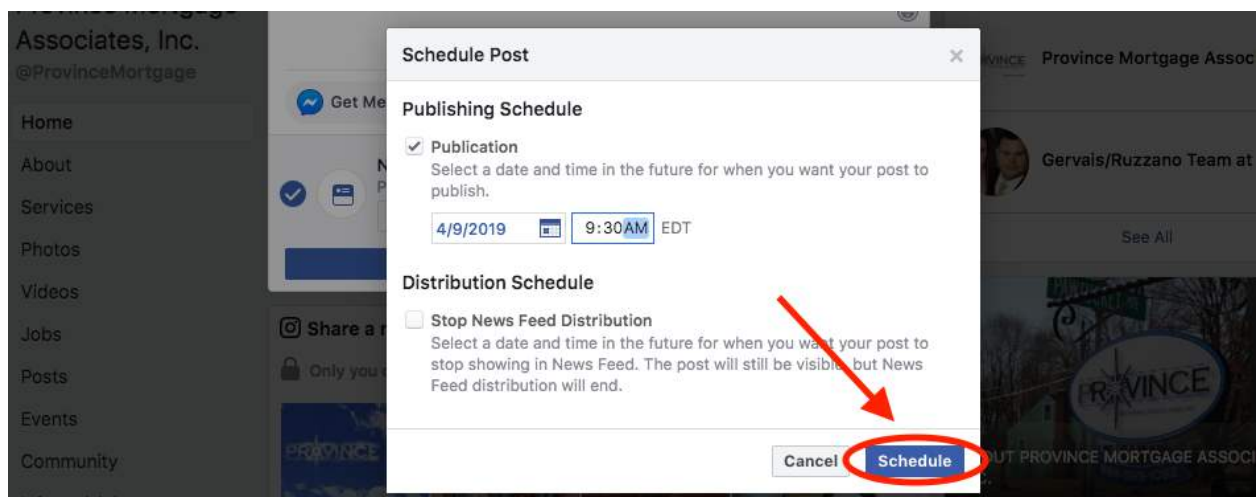 Associates, Inc.
@ProvinceMortgage
Home
About
Services
Photos
Videos
Jobs
Posts
Events
Community
Get Me
Share a
Only you
Schedule Post
Publishing Schedule
Publication
Select a date and time in the future for when you want your post to
publish.
4/9/2019 9:30AM EDT
Distribution Schedule
Stop News Feed Distribution
Select a date and time in the future for when you want your post to
stop showing in News Feed. The post will still be visible, but News
Feed distribution will end.
Cancel Schedule
Province Mortgage Assoc
Gervais/Ruzzano Team at
See All
PROVINCE
PROVINCE
OUT PROVINCE MORTGAGE ASSOCI